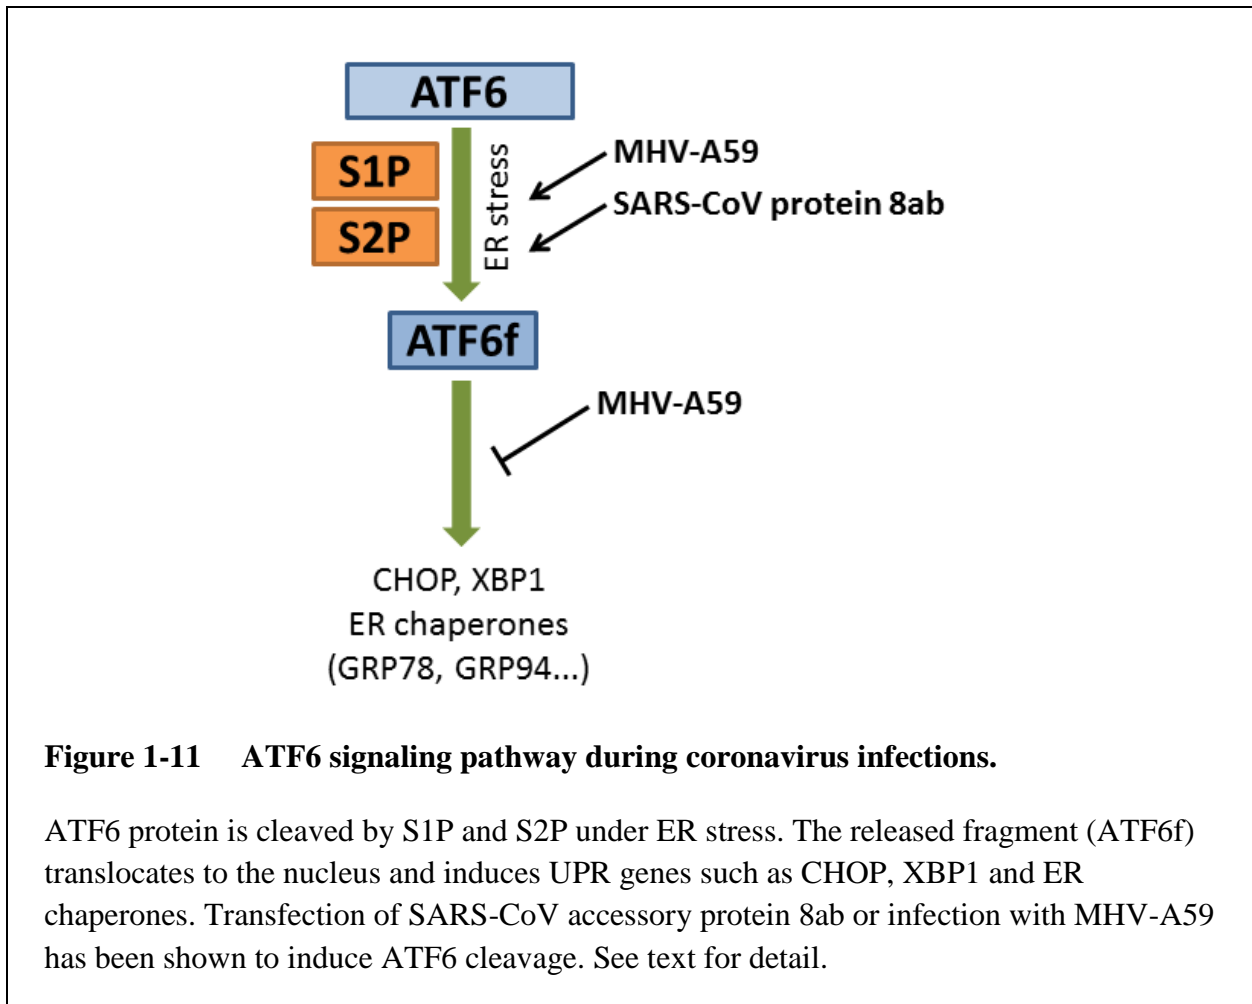 ATF6
S1P
S2P
ER stress
MHV-A59
SARS-CoV protein 8ab
ATF6f
MHV-A59
CHOP, XBP1
ER chaperones
(GRP78, GRP94...)
Figure 1-11 ATF6 signaling pathway during coronavirus infections.
ATF6 protein is cleaved by S1P and S2P under ER stress. The released fragment (ATF6f)
translocates to the nucleus and induces UPR genes such as CHOP, XBP1 and ER
chaperones. Transfection of SARS-CoV accessory protein 8ab or infection with MHV-A59
has been shown to induce ATF6 cleavage. See text for detail.